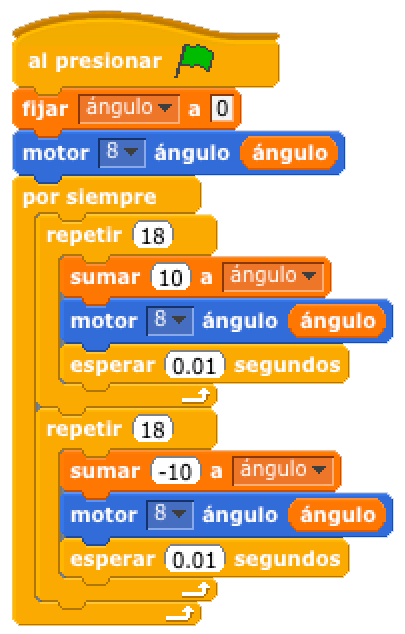 al presionar
fijar ángulo a 0
motor 8 ángulo ángulo
por siempre
repetir 18
sumar 10 a ángulo
motor 8 ángulo ángulo
esperar 0.01 segundos
repetir 18
sumar -10 a ángulo
motor 8 ángulo ángulo
esperar 0.01 segundos